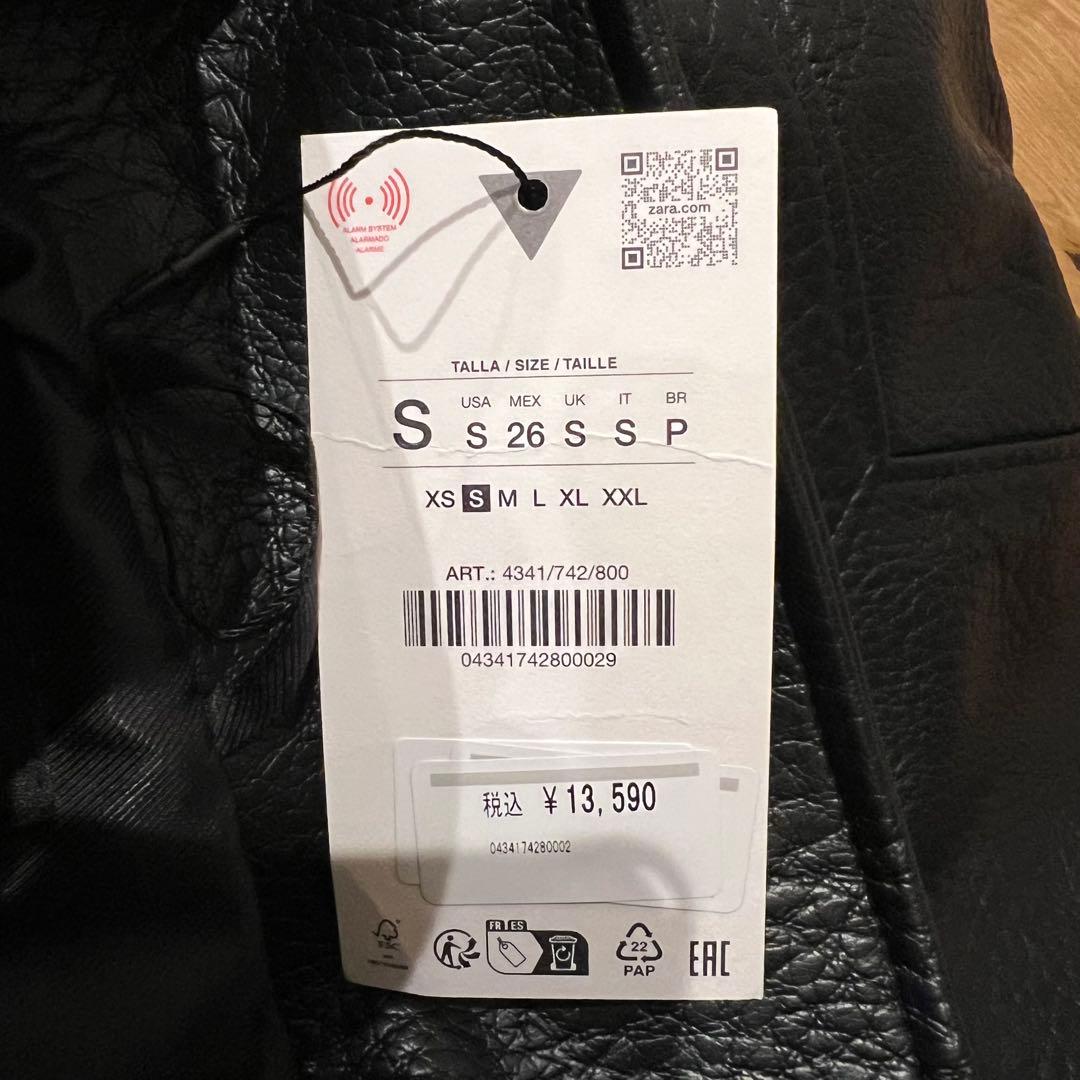 zara.com
ALARM SYSTEM
ALARMADO
ALARME
TALLA / SIZE / TAILLE
USA MEX UK IT BR
S S 26 S S P
XS S M L XL XXL
ART.: 4341/742/800
04341742800029
税込 ¥13,590
0434174280002
FR ES
FSC
22
PAP
EAC